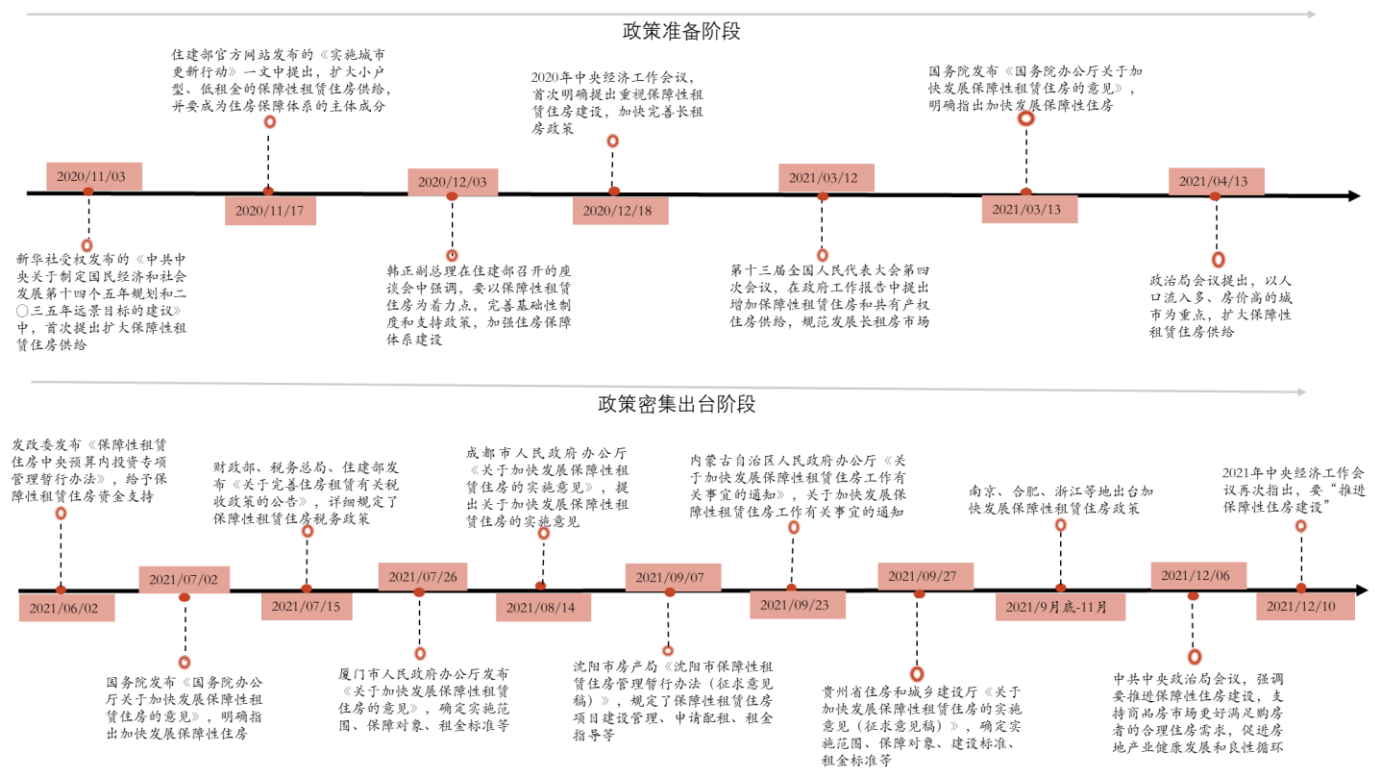 政策准备阶段
住建部官方网站发布的《实施城市
更新行动》一文中提出，扩大小户
型、低租金的保障性租赁住房供给，
并要成为住房保障体系的主体成分
2020年中央经济工作会议，
首次明确提出重视保障性租
赁住房建设，加快完善长租
房政策
国务院发布《国务院办公厅关于加
快发展保障性租赁住房的意见》，
明确指出加快发展保障性住房
2020/11/03
2020/11/17
2020/12/03
2020/12/18
2021/03/12
2021/03/13
2021/04/13
新华社受权发布的《中共中
央关于制定国民经济和社会
发展第十四个五年规划和二
〇三五年远景目标的建议》
中，首次提出扩大保障性租
赁住房供给
韩正副总理在住建部召开的座
谈会中强调，要以保障性租赁
住房为着力点，完善基础性制
度和支持政策，加强住房保障
体系建设
第十三届全国人民代表大会第四
次会议，在政府工作报告中提出
增加保障性租赁住房和共有产权
住房供给，规范发展长租房市场
政治局会议提出，以人
口流入多、房价高的城
市为重点，扩大保障性
租赁住房供给
政策密集出台阶段
发改委发布《保障性租赁
住房中央预算内投资专项
管理暂行办法》，给予保
障性租赁住房资金支持
财政部、税务总局、住建部发
布《关于完善住房租赁有关税
收政策的公告》，详细规定了
保障性租赁住房税务政策
成都市人民政府办公厅
《关于加快发展保障性租
赁住房的实施意见》，提
出关于加快发展保障性租
赁住房的实施意见
内蒙古自治区人民政府办公厅《关
于加快发展保障性租赁住房工作有
关事宜的通知》，关于加快发展保
障性租赁住房工作有关事宜的通知
南京、合肥、浙江等地出台加
快发展保障性租赁住房政策
2021年中央经济工作会
议再次指出，要“推进
保障性住房建设”
2021/06/02
2021/07/02
2021/07/15
2021/07/26
2021/08/14
2021/09/07
2021/09/23
2021/09/27
2021/9月底-11月
2021/12/06
2021/12/10
国务院发布《国务院办公
厅关于加快发展保障性租
赁住房的意见》，明确指
出加快发展保障性住房
厦门市人民政府办公厅发布
《关于加快发展保障性租赁
住房的意见》，确定实施范
围、保障对象、租金标准等
沈阳市房产局《沈阳市保障性租
赁住房管理暂行办法（征求意见
稿）》，规定了保障性租赁住房
项目建设管理、申请配租、租金
指导等
贵州省住房和城乡建设厅《关于
加快发展保障性租赁住房的实施
意见（征求意见稿）》，确定实
施范围、保障对象、建设标准、
租金标准等
中共中央政治局会议，强调
要推进保障性住房建设，支
持商品房市场更好满足购房
者的合理住房需求，促进房
地产业健康发展和良性循环